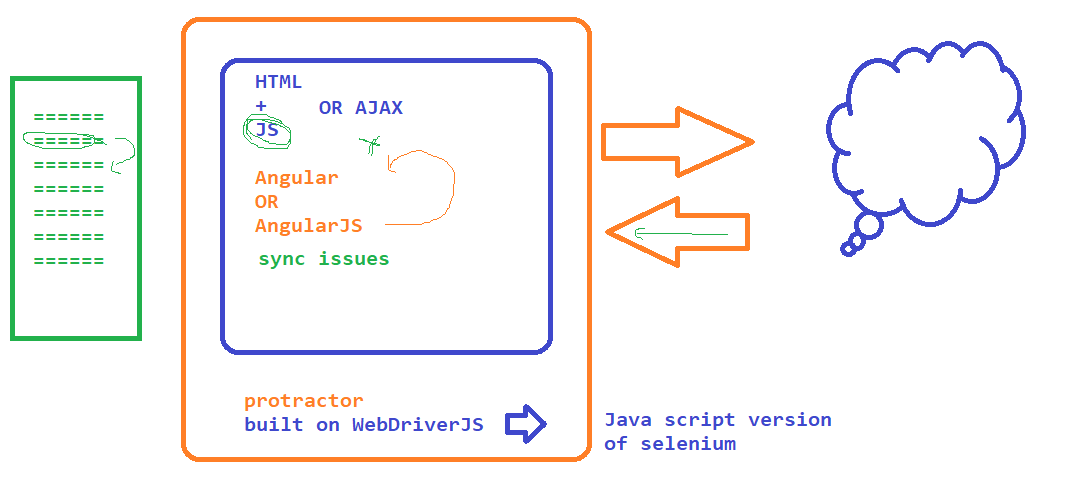 ======
======
======
======
======
======
======
HTML
+
OR AJAX
JS
Angular
OR
AngularJS
sync issues
protractor
built on WebDriverJS
Java script version
of selenium